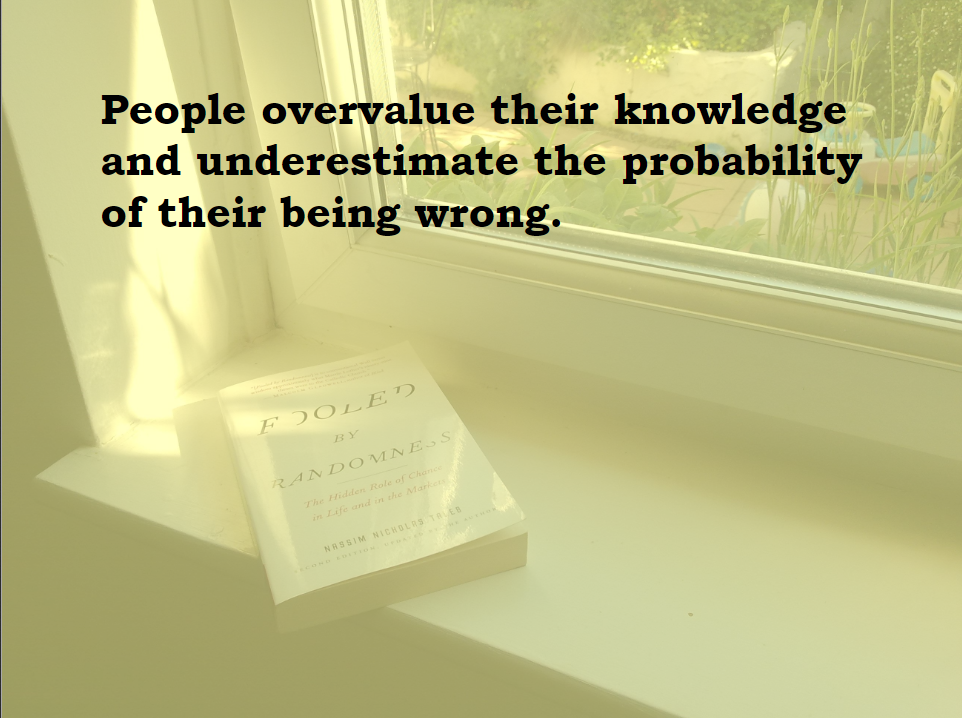 People overvalue their knowledge
and underestimate the probability
of their being wrong.
FOOLED
BY
RANDOMNESS
The Hidden Role of Chance
in Life and in the Markets
NASSIM NICHOLAS TALEB